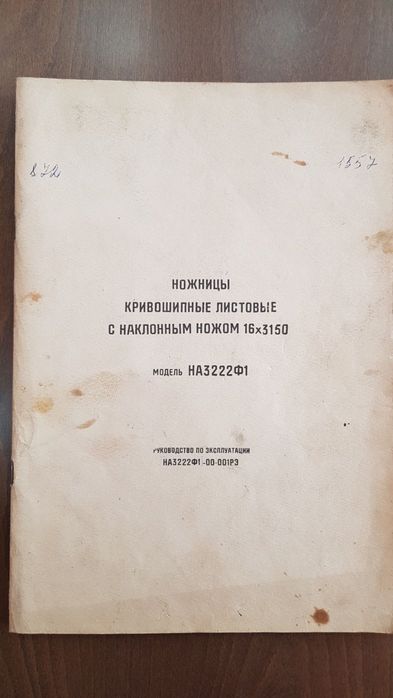 872
1557
НОЖНИЦЫ
КРИВОШИПНЫЕ ЛИСТОВЫЕ
С НАКЛОННЫМ НОЖОМ 16х3150
МОДЕЛЬ НА3222Ф1
РУКОВОДСТВО ПО ЭКСПЛУАТАЦИИ
НА3222Ф1-00-001РЭ